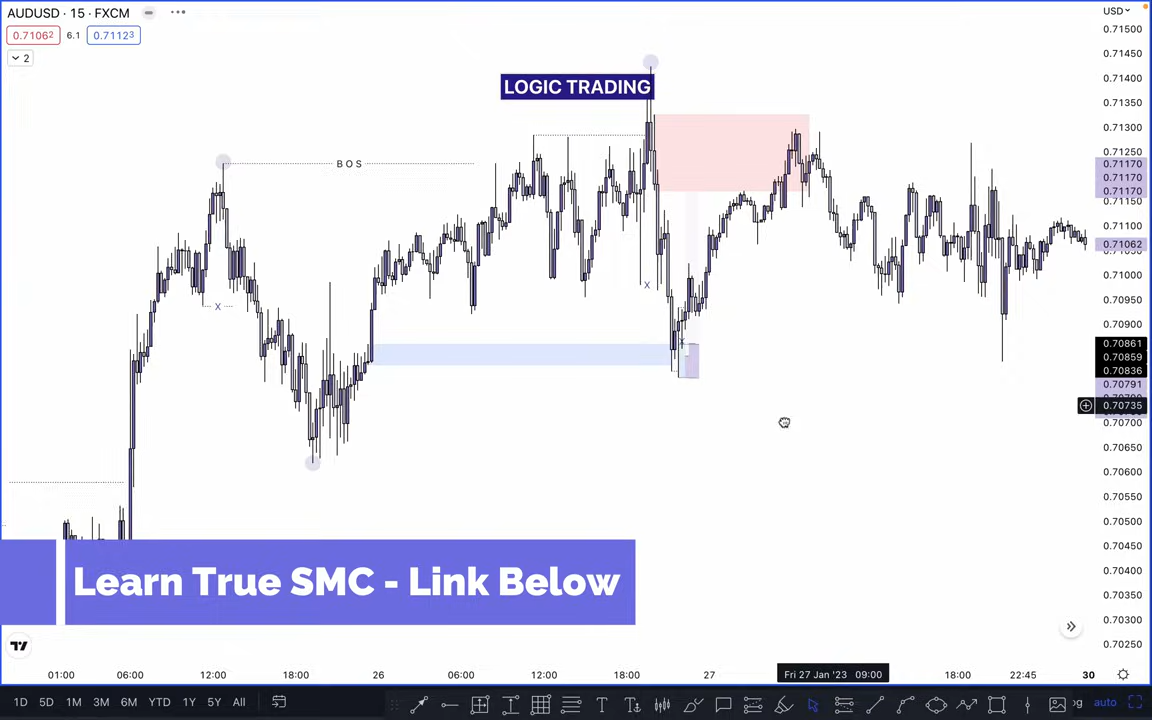 AUDUSD · 15 · FXCM
0.71062 6.1 0.71123
2
USD
LOGIC TRADING
BOS
X
X
X
0.71500
0.71450
0.71400
0.71350
0.71300
0.71250
0.71170
0.71170
0.71170
0.71150
0.71100
0.71062
0.71000
0.70950
0.70900
0.70861
0.70859
0.70836
0.70791
0.70735
0.70700
0.70650
0.70600
0.70550
0.70500
0.70450
0.70400
0.70350
0.70300
0.70250
Learn True SMC - Link Below
01:00 06:00 12:00 18:00 26 06:00 12:00 18:00 27 Fri 27 Jan '23 09:00 18:00 22:45 30
1D 5D 1M 3M 6M YTD 1Y 5Y All auto